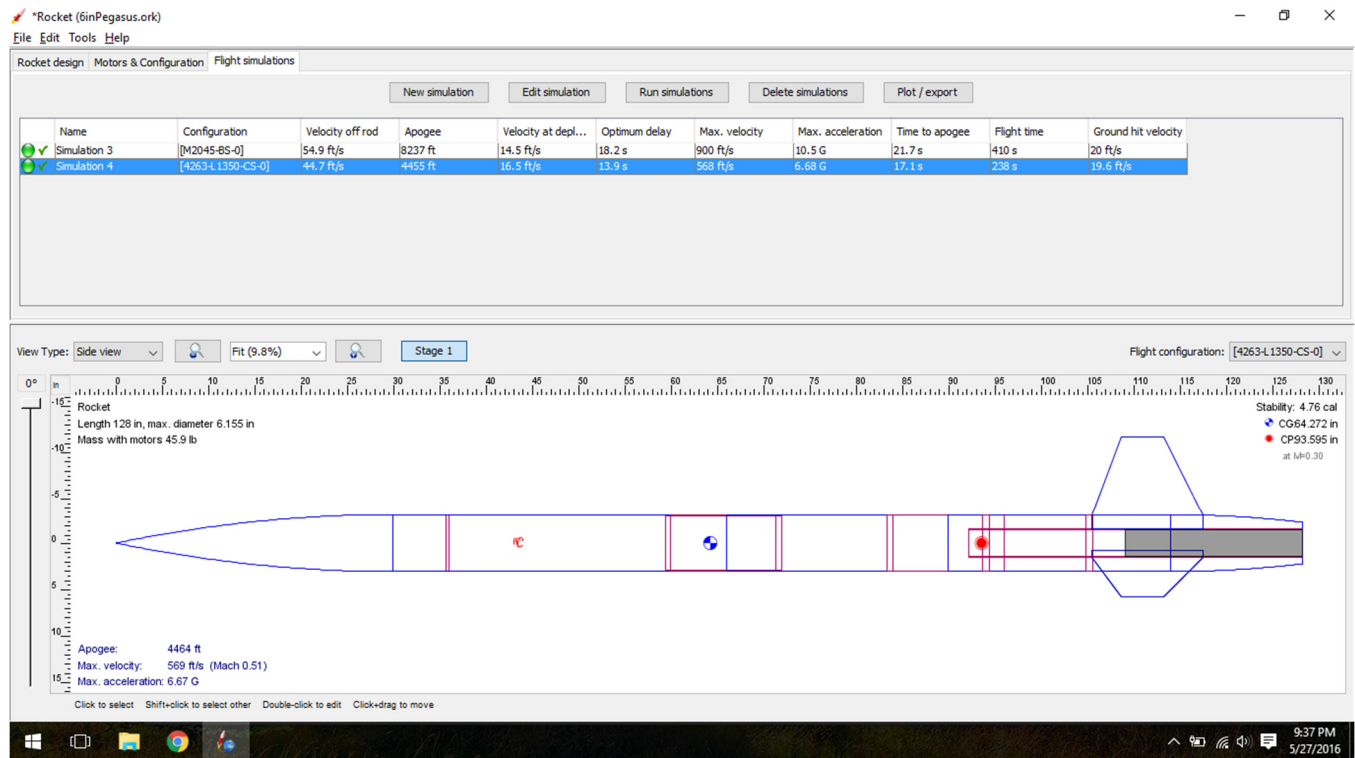 *Rocket (6inPegasus.ork)
File Edit Tools Help
Rocket design Motors & Configuration Flight simulations
New simulation Edit simulation Run simulations Delete simulations Plot / export
Name Configuration Velocity off rod Apogee Velocity at depl... Optimum delay Max. velocity Max. acceleration Time to apogee Flight time Ground hit velocity
Simulation 3 [M2045-BS-0] 54.9 ft/s 8237 ft 14.5 ft/s 18.2 s 900 ft/s 10.5 G 21.7 s 410 s 20 ft/s
Simulation 4 [4263-L1350-CS-0] 44.7 ft/s 4455 ft 16.5 ft/s 13.9 s 568 ft/s 6.68 G 17.1 s 238 s 19.6 ft/s
View Type: Side view Fit (9.8%) Stage 1 Flight configuration: [4263-L1350-CS-0]
0° in 0 5 10 15 20 25 30 35 40 45 50 55 60 65 70 75 80 85 90 95 100 105 110 115 120 125 130
-15
Rocket Stability: 4.76 cal
Length 128 in, max. diameter 6.155 in CG64.272 in
Mass with motors 45.9 lb CP93.595 in
-10
at M=0.30
-5
0
5
10
Apogee: 4464 ft
Max. velocity: 569 ft/s (Mach 0.51)
15
Max. acceleration: 6.67 G
Click to select Shift+click to select other Double-click to edit Click+drag to move
9:37 PM
5/27/2016